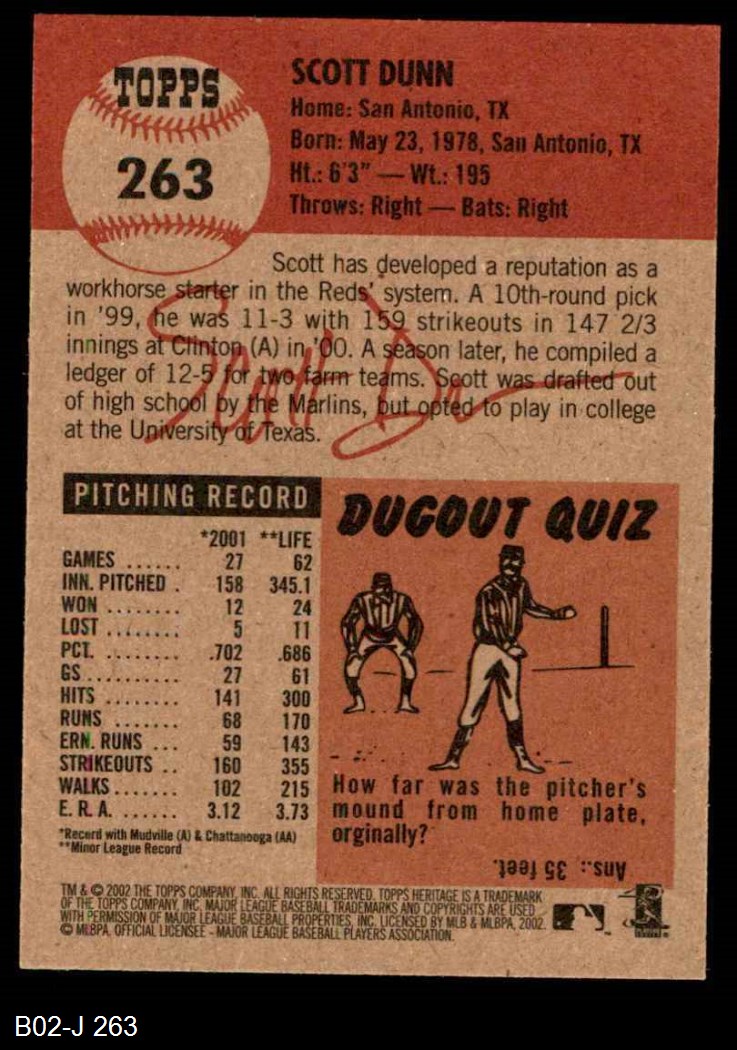 TOPPS
263
SCOTT DUNN
Home: San Antonio, TX
Born: May 23, 1978, San Antonio, TX
Ht.: 6'3" — Wt.: 195
Throws: Right — Bats: Right
Scott has developed a reputation as a
workhorse starter in the Reds' system. A 10th-round pick
in '99, he was 11-3 with 159 strikeouts in 147 2/3
innings at Clinton (A) in '00. A season later, he compiled a
ledger of 12-5 for two farm teams. Scott was drafted out
of high school by the Marlins, but opted to play in college
at the University of Texas.
Scott D
PITCHING RECORD
*2001 **LIFE
GAMES ...... 27 62
INN. PITCHED . 158 345.1
WON ........ 12 24
LOST ........ 5 11
PCT. ........ .702 .686
GS .......... 27 61
HITS ........ 141 300
RUNS ....... 68 170
ERN. RUNS ... 59 143
STRIKEOUTS .. 160 355
WALKS........ 102 215
E. R. A. ....... 3.12 3.73
*Record with Mudville (A) & Chattanooga (AA)
**Minor League Record
DUGOUT QUIZ
How far was the pitcher's
mound from home plate,
orginally?
Ans.: 35 feet.
TM & © 2002 THE TOPPS COMPANY, INC. ALL RIGHTS RESERVED. TOPPS HERITAGE IS A TRADEMARK
OF THE TOPPS COMPANY, INC. MAJOR LEAGUE BASEBALL TRADEMARKS AND COPYRIGHTS ARE USED
WITH PERMISSION OF MAJOR LEAGUE BASEBALL PROPERTIES, INC. LICENSED BY MLB & MLBPA, 2002.
© MLBPA. OFFICIAL LICENSEE - MAJOR LEAGUE BASEBALL PLAYERS ASSOCIATION.
B02-J 263